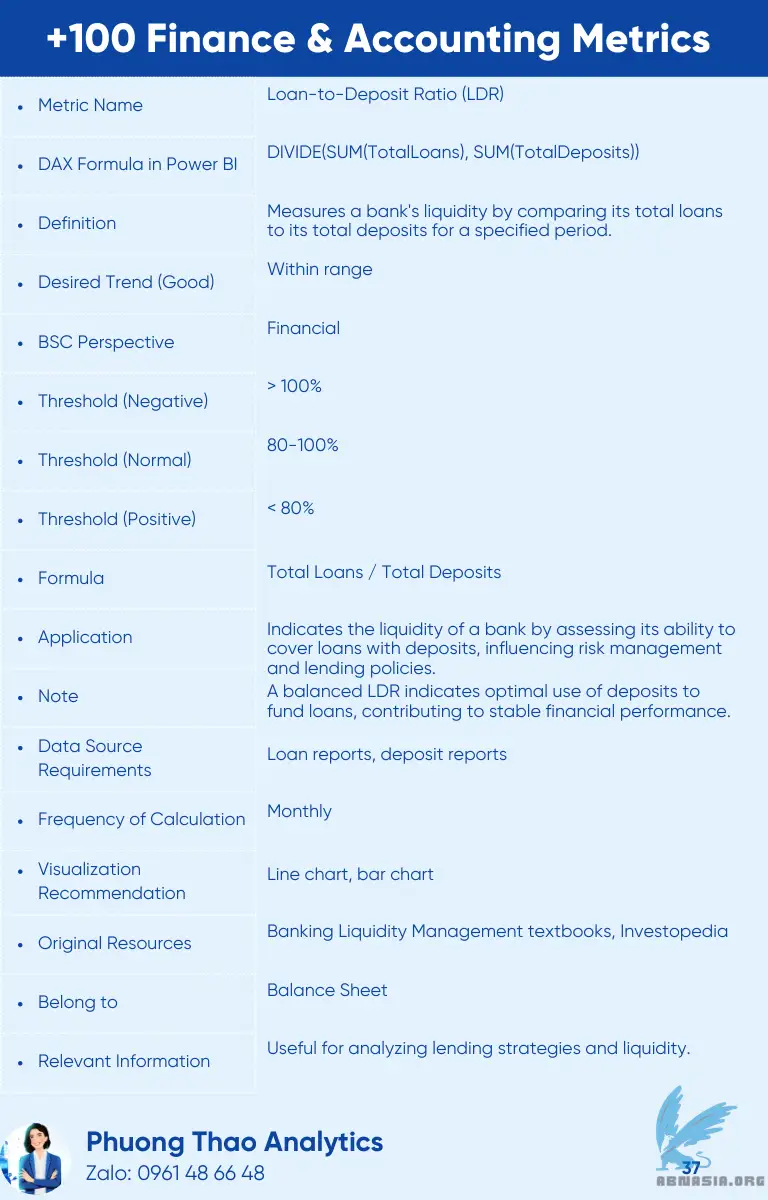 +100 Finance & Accounting Metrics
• Metric Name
Loan-to-Deposit Ratio (LDR)
• DAX Formula in Power BI
DIVIDE(SUM(TotalLoans), SUM(TotalDeposits))
• Definition
Measures a bank's liquidity by comparing its total loans
to its total deposits for a specified period.
• Desired Trend (Good)
Within range
• BSC Perspective
Financial
• Threshold (Negative)
> 100%
• Threshold (Normal)
80-100%
• Threshold (Positive)
< 80%
• Formula
Total Loans / Total Deposits
• Application
Indicates the liquidity of a bank by assessing its ability to
cover loans with deposits, influencing risk management
and lending policies.
• Note
A balanced LDR indicates optimal use of deposits to
fund loans, contributing to stable financial performance.
• Data Source
Requirements
Loan reports, deposit reports
• Frequency of Calculation
Monthly
• Visualization
Recommendation
Line chart, bar chart
• Original Resources
Banking Liquidity Management textbooks, Investopedia
• Belong to
Balance Sheet
• Relevant Information
Useful for analyzing lending strategies and liquidity.
Phuong Thao Analytics
Zalo: 0961 48 66 48
37
ABNASIA.ORG